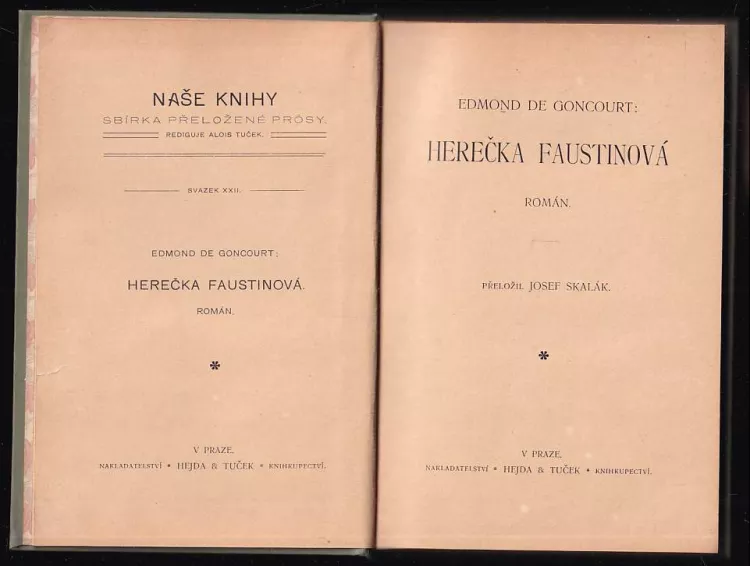 NAŠE KNIHY
SBÍRKA PŘELOŽENÉ PRÓSY.
REDIGUJE ALOIS TUČEK.
SVAZEK XXII.
EDMOND DE GONCOURT:
HEREČKA FAUSTINOVÁ.
ROMÁN.
*
V PRAZE.
NAKLADATELSTVÍ * HEJDA & TUČEK * KNIHKUPECTVÍ.
EDMOND DE GONCOURT:
HEREČKA FAUSTINOVÁ
ROMÁN.
PŘELOŽIL JOSEF SKALÁK.
*
V PRAZE.
NAKLADATELSTVÍ * HEJDA & TUČEK * KNIHKUPECTVÍ.